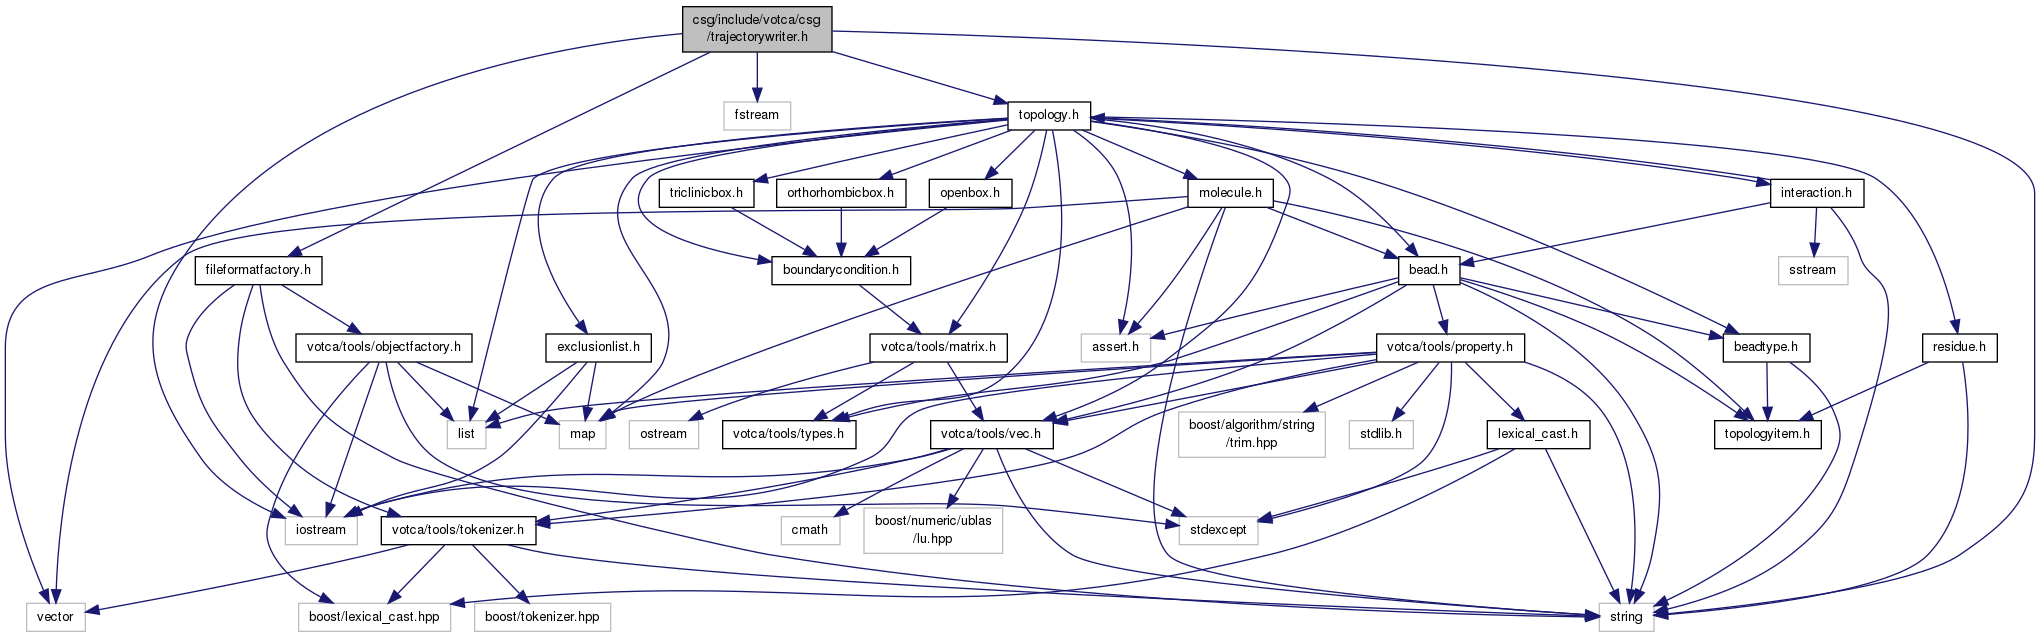 csg/include/votca/csg
/trajectorywriter.h
fstream
topology.h
triclinicbox.h
orthorhombicbox.h
openbox.h
molecule.h
interaction.h
fileformatfactory.h
boundarycondition.h
bead.h
sstream
votca/tools/objectfactory.h
exclusionlist.h
votca/tools/matrix.h
assert.h
votca/tools/property.h
beadtype.h
residue.h
list
map
ostream
votca/tools/types.h
votca/tools/vec.h
boost/algorithm/string
/trim.hpp
stdlib.h
lexical_cast.h
topologyitem.h
iostream
votca/tools/tokenizer.h
cmath
boost/numeric/ublas
/lu.hpp
stdexcept
vector
boost/lexical_cast.hpp
boost/tokenizer.hpp
string